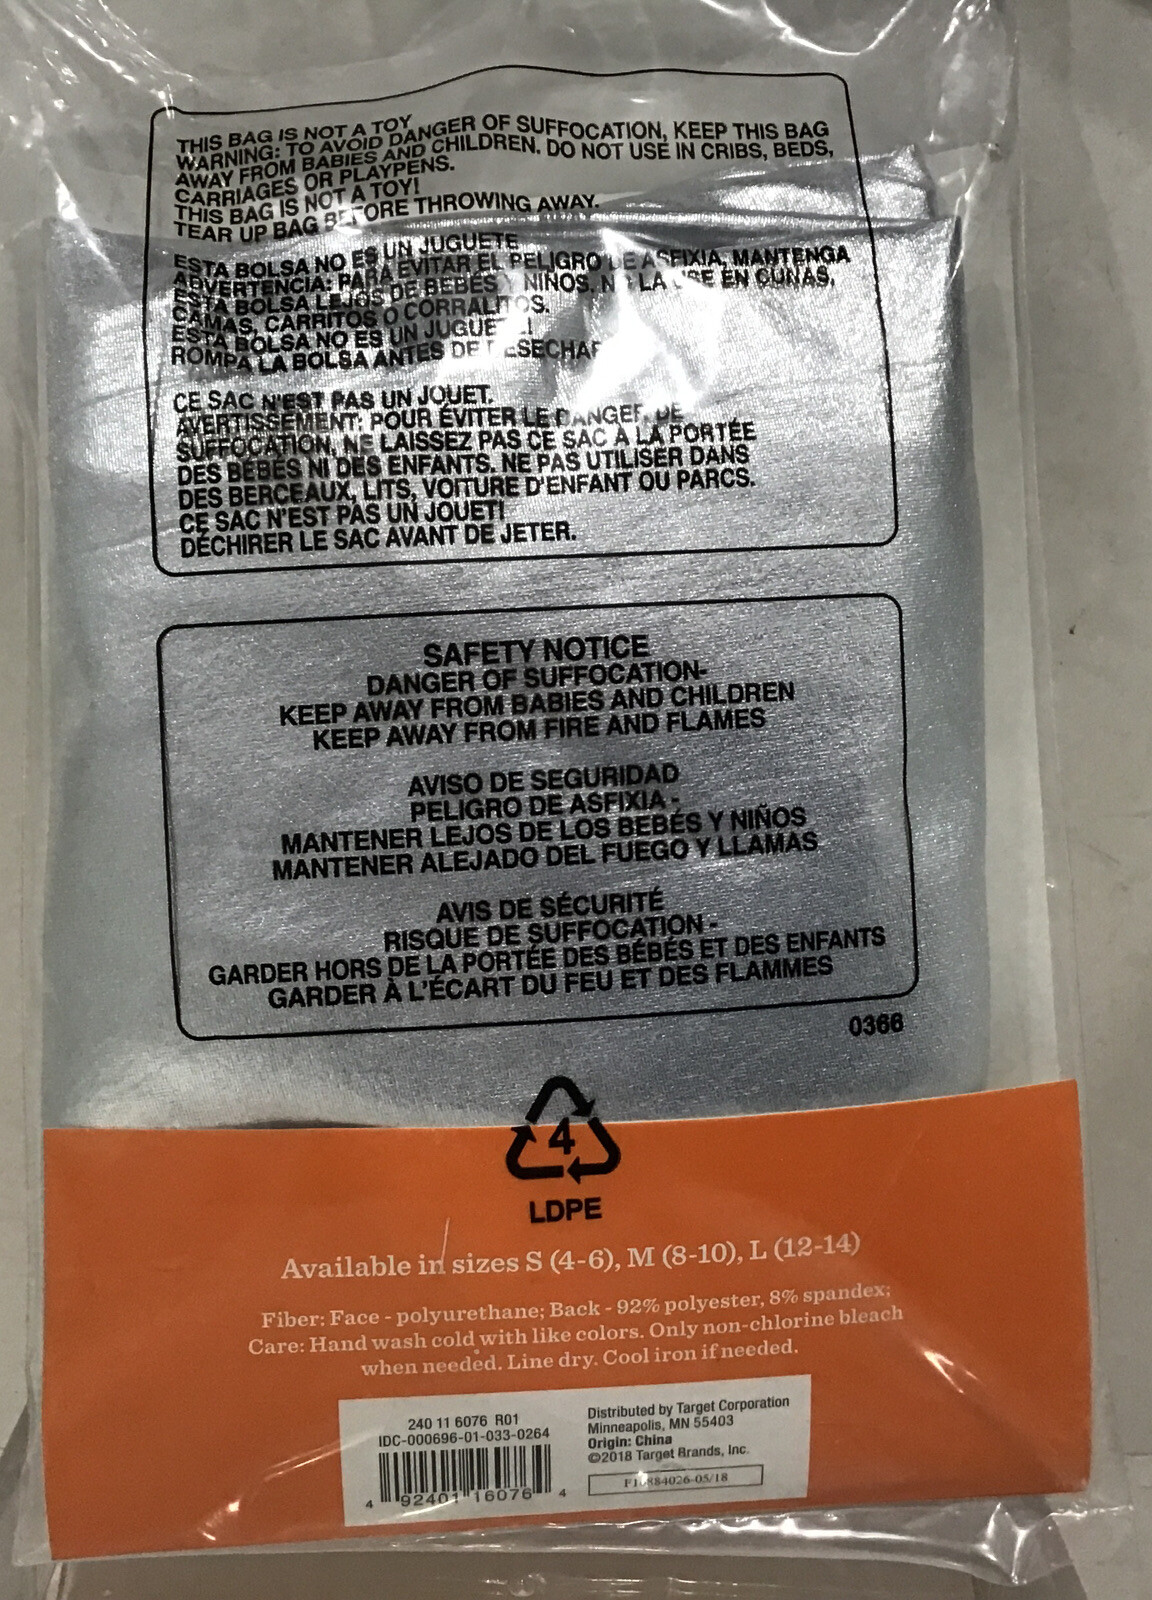 THIS BAG IS NOT A TOY
WARNING: TO AVOID DANGER OF SUFFOCATION, KEEP THIS BAG
AWAY FROM BABIES AND CHILDREN. DO NOT USE IN CRIBS, BEDS,
CARRIAGES OR PLAYPENS.
THIS BAG IS NOT A TOY!
TEAR UP BAG BEFORE THROWING AWAY.
ESTA BOLSA NO ES UN JUGUETE
ADVERTENCIA: PARA EVITAR EL PELIGRO DE ASFIXIA, MANTENGA
ESTA BOLSA LEJOS DE BEBÉS Y NIÑOS. NO LA USE EN CUNAS,
CAMAS, CARRITOS O CORRALITOS.
ESTA BOLSA NO ES UN JUGUETE!
ROMPA LA BOLSA ANTES DE DESECHAR
CE SAC N'EST PAS UN JOUET.
AVERTISSEMENT: POUR ÉVITER LE DANGER DE
SUFFOCATION, NE LAISSEZ PAS CE SAC À LA PORTÉE
DES BÉBÉS NI DES ENFANTS. NE PAS UTILISER DANS
DES BERCEAUX, LITS, VOITURE D'ENFANT OU PARCS.
CE SAC N'EST PAS UN JOUET!
DÉCHIRER LE SAC AVANT DE JETER.
SAFETY NOTICE
DANGER OF SUFFOCATION-
KEEP AWAY FROM BABIES AND CHILDREN
KEEP AWAY FROM FIRE AND FLAMES
AVISO DE SEGURIDAD
PELIGRO DE ASFIXIA -
MANTENER LEJOS DE LOS BEBÉS Y NIÑOS
MANTENER ALEJADO DEL FUEGO Y LLAMAS
AVIS DE SÉCURITÉ
RISQUE DE SUFFOCATION -
GARDER HORS DE LA PORTÉE DES BÉBÉS ET DES ENFANTS
GARDER À L'ÉCART DU FEU ET DES FLAMMES
0366
4
LDPE
Available in sizes S (4-6), M (8-10), L (12-14)
Fiber: Face - polyurethane; Back - 92% polyester, 8% spandex;
Care: Hand wash cold with like colors. Only non-chlorine bleach
when needed. Line dry. Cool iron if needed.
240 11 6076 R01
IDC-000696-01-033-0264
4 92401 16076 4
Distributed by Target Corporation
Minneapolis, MN 55403
Origin: China
©2018 Target Brands, Inc.